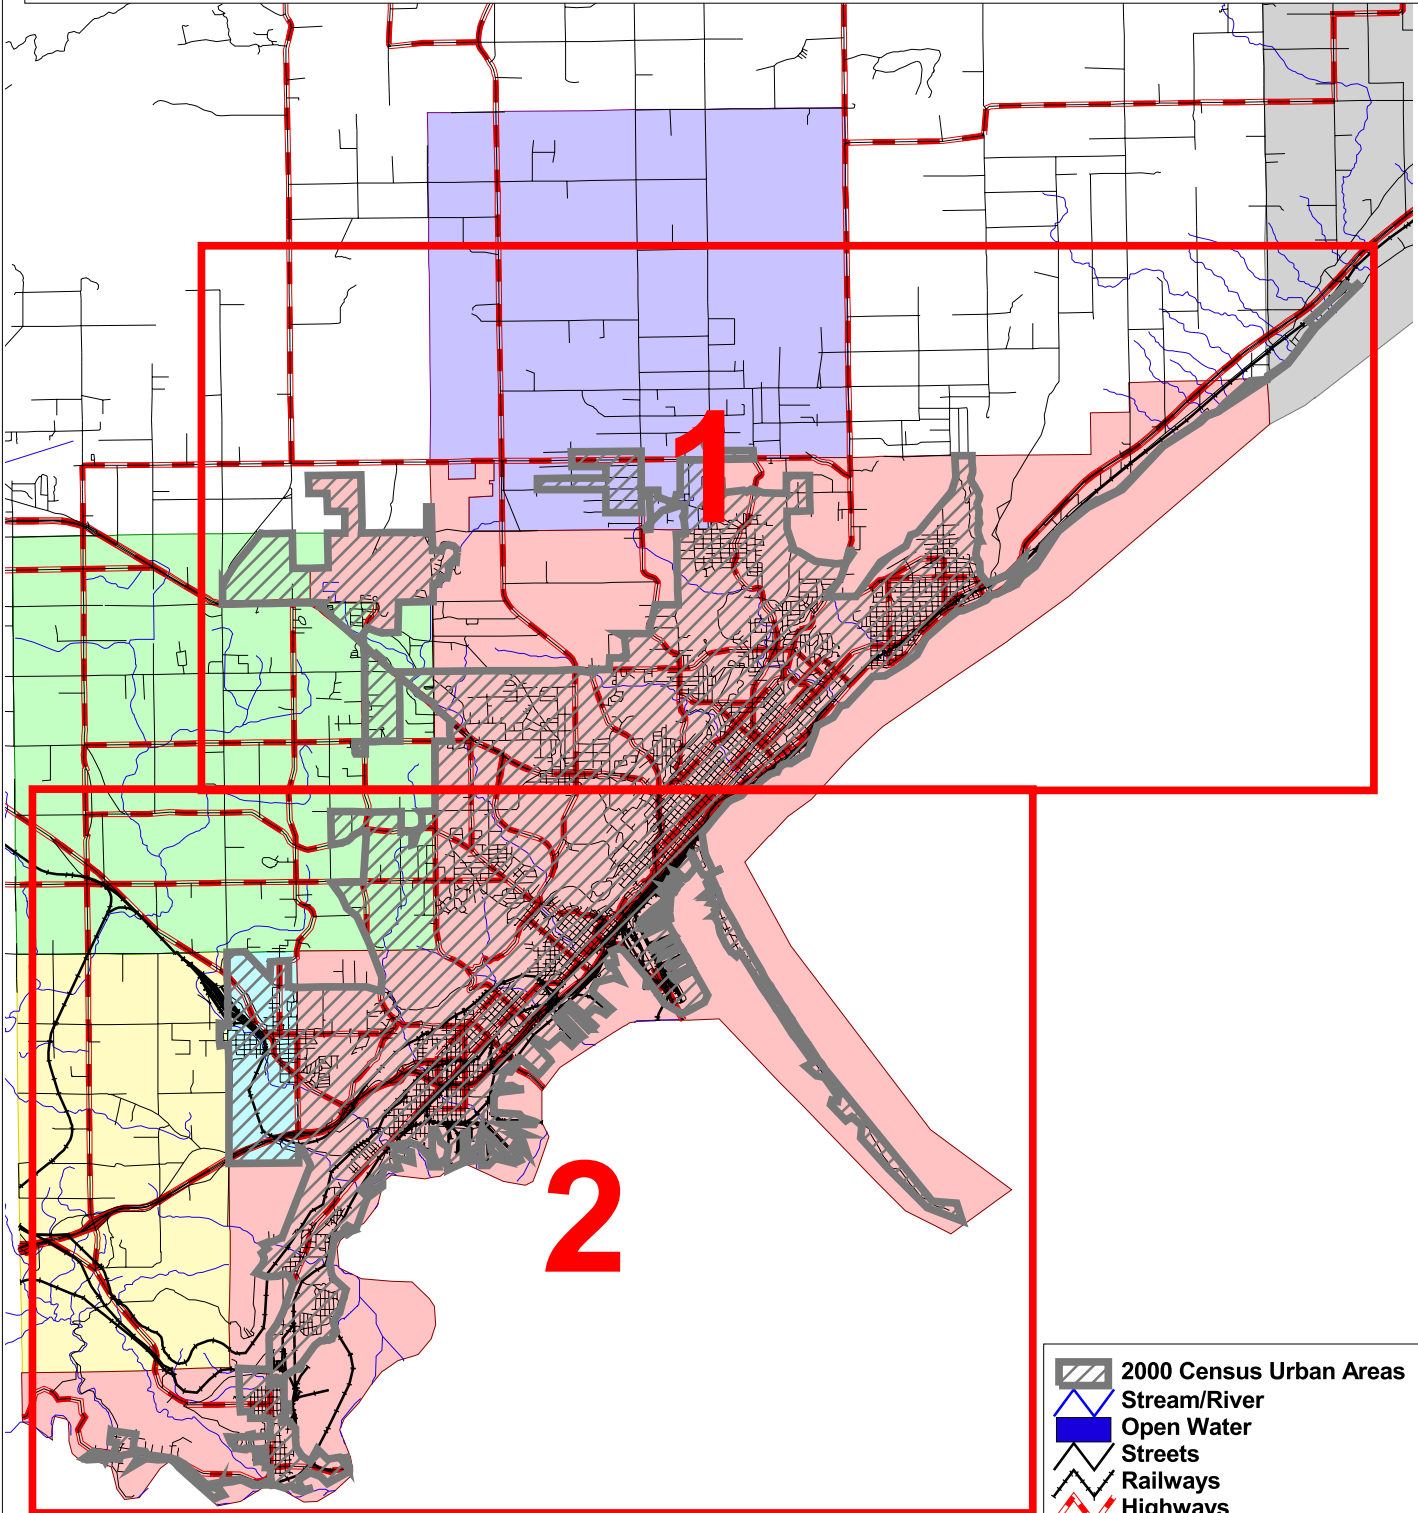 1
2
2000 Census Urban Areas
Stream/River
Open Water
Streets
Railways
Highways